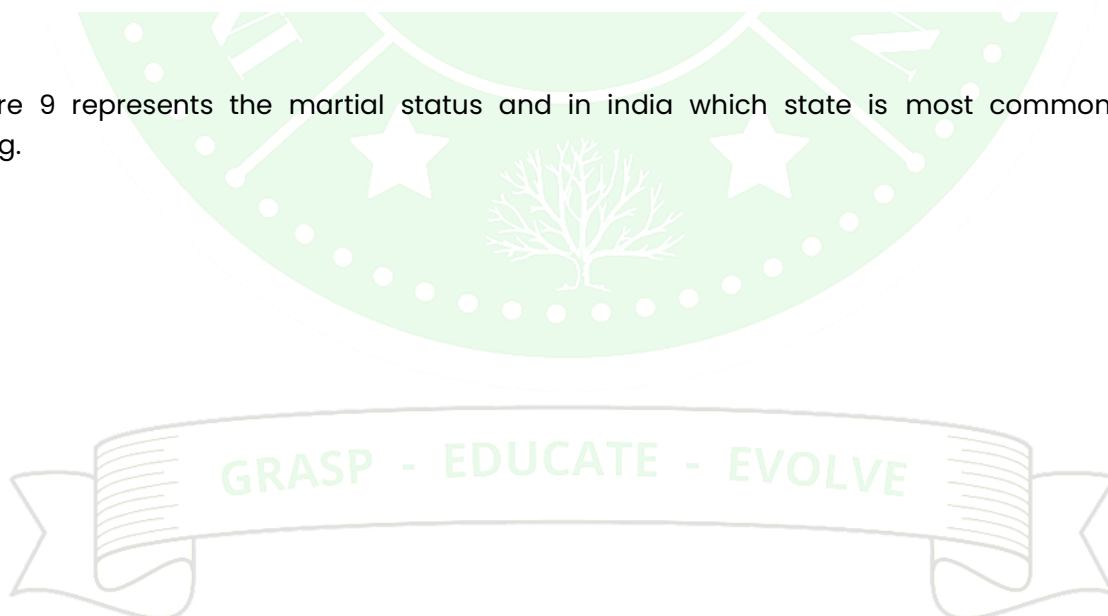 re 9 represents the martial status and in india which state is most common
g.
GRASP - EDUCATE - EVOLVE